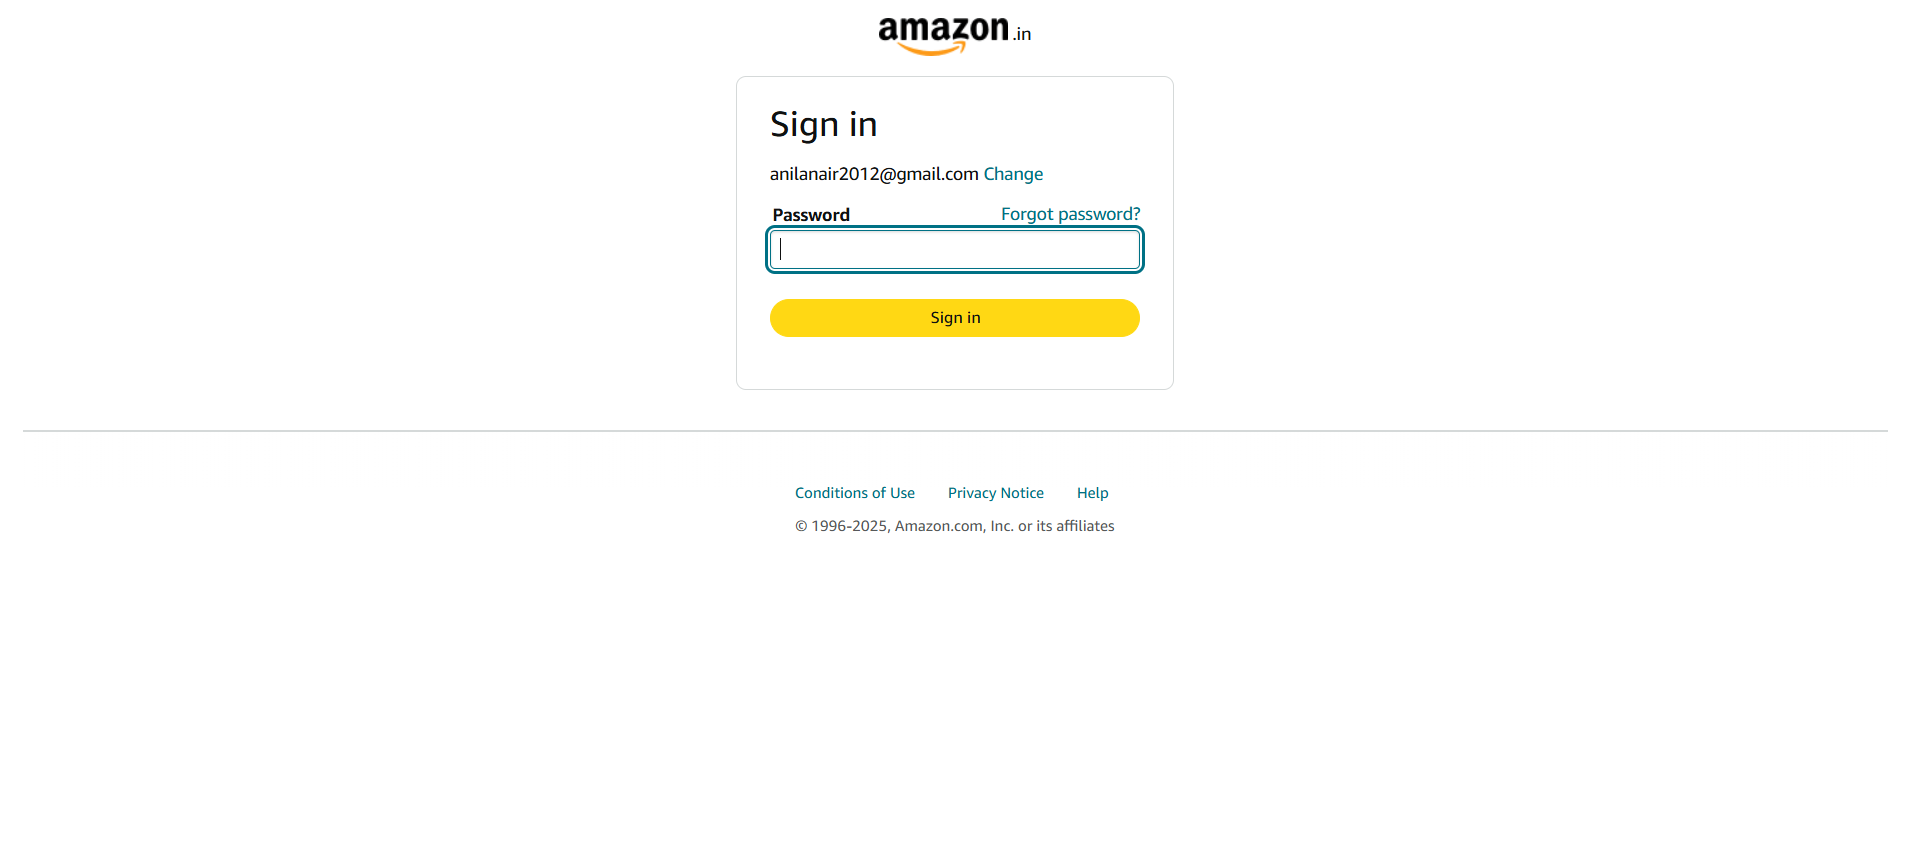 amazon.in
Sign in
anilanair2012@gmail.com Change
Password Forgot password?
Sign in
Conditions of Use Privacy Notice Help
© 1996-2025, Amazon.com, Inc. or its affiliates